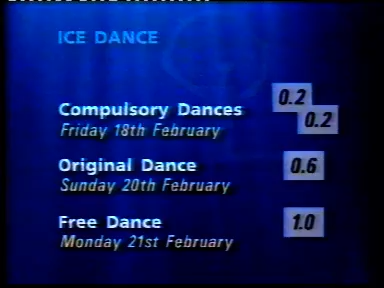 ICE DANCE
Compulsory Dances 0.2
Friday 18th February 0.2
Original Dance 0.6
Sunday 20th February
Free Dance 1.0
Monday 21st February